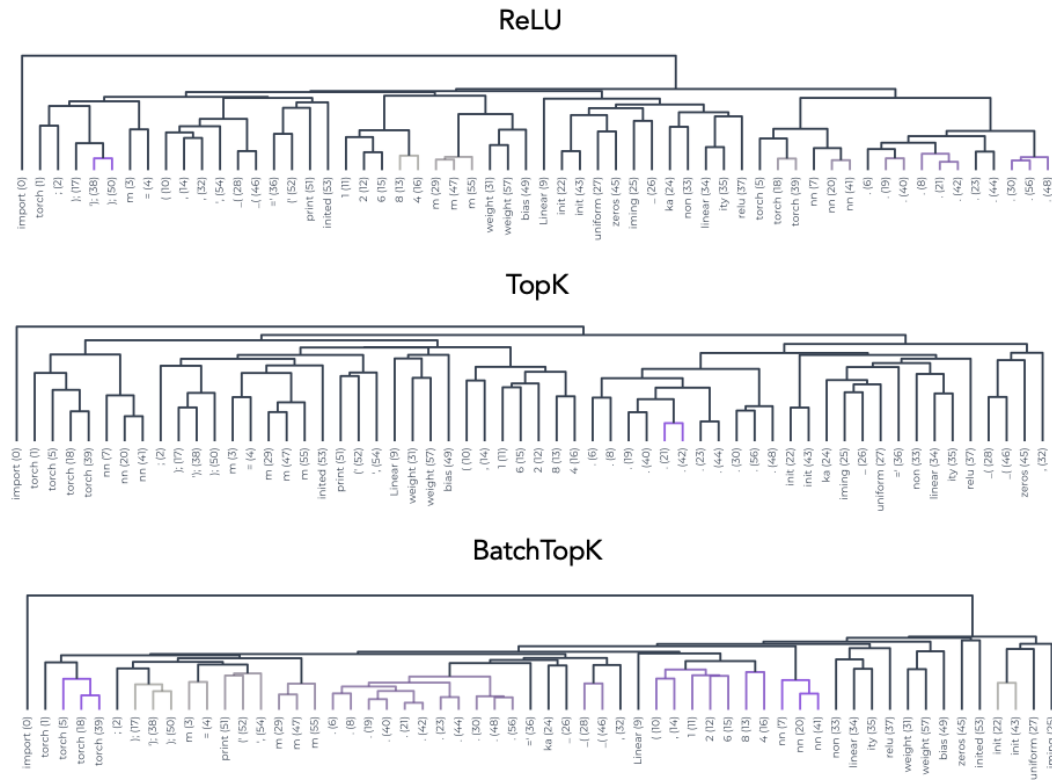 ReLU
import (0)
torch (1)
; (2)
); (17)
'); (38)
); (50)
m (3)
= (4)
( (10)
, (14)
, (32)
', (54)
_( (28)
_( (46)
=' (36)
(' (52)
print (51)
inited (53)
1 (11)
2 (12)
6 (15)
8 (13)
4 (16)
m (29)
m (47)
m (55)
weight (31)
weight (57)
bias (49)
Linear (9)
init (22)
init (43)
uniform (27)
zeros (45)
iming (25)
_ (26)
ka (24)
non (33)
linear (34)
ity (35)
relu (37)
torch (5)
torch (18)
torch (39)
nn (7)
nn (20)
nn (41)
. (6)
. (19)
. (40)
. (8)
. (21)
. (42)
. (23)
. (44)
. (30)
. (56)
. (48)
TopK
import (0)
torch (1)
torch (5)
torch (18)
torch (39)
nn (7)
nn (20)
nn (41)
; (2)
); (17)
'); (38)
); (50)
m (3)
= (4)
m (29)
m (47)
m (55)
inited (53)
print (51)
(' (52)
', (54)
Linear (9)
weight (31)
weight (57)
bias (49)
( (10)
, (14)
1 (11)
6 (15)
2 (12)
8 (13)
4 (16)
. (6)
. (8)
. (19)
. (40)
. (21)
. (42)
. (23)
. (44)
. (30)
. (56)
. (48)
init (22)
init (43)
ka (24)
iming (25)
_ (26)
uniform (27)
=' (36)
non (33)
linear (34)
ity (35)
relu (37)
_( (28)
_( (46)
zeros (45)
, (32)
BatchTopK
import (0)
torch (1)
torch (5)
torch (18)
torch (39)
; (2)
); (17)
'); (38)
); (50)
m (3)
= (4)
print (51)
(' (52)
', (54)
m (29)
m (47)
m (55)
. (6)
. (8)
. (19)
. (40)
. (21)
. (42)
. (23)
. (44)
. (30)
. (48)
. (56)
=' (36)
ka (24)
_ (26)
_( (28)
_( (46)
, (32)
Linear (9)
( (10)
, (14)
1 (11)
2 (12)
6 (15)
8 (13)
4 (16)
nn (7)
nn (20)
nn (41)
non (33)
linear (34)
ity (35)
relu (37)
weight (31)
weight (57)
bias (49)
zeros (45)
inited (53)
init (22)
init (43)
uniform (27)
iming (25)